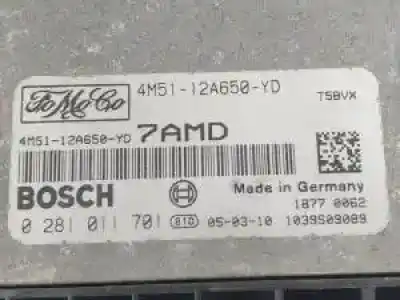 FoMoCo
4M51-12A650-YD
T5BVX
4M51-12A650-YD 7AMD
BOSCH
Made in Germany
1877 0062
0 281 011 701 810 05-03-10 1039S09089